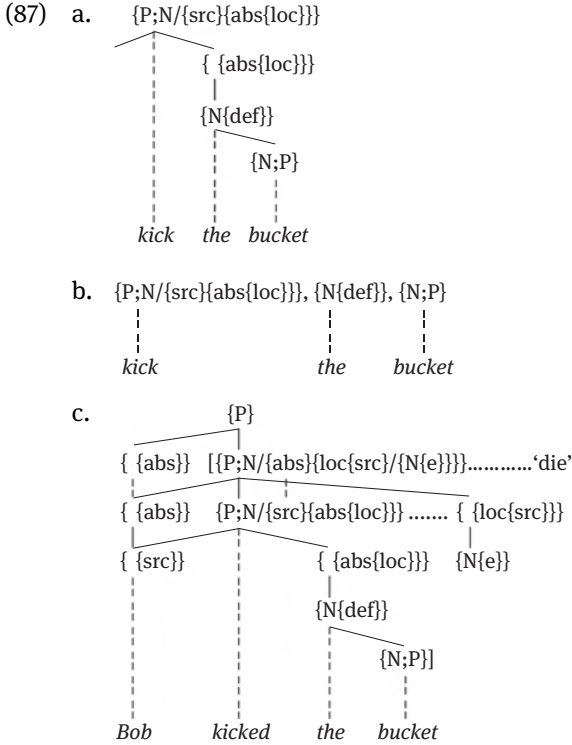 (87) a. {P;N/{src}{abs{loc}}}
{ {abs{loc}}}
{N{def}}
{N;P}
kick the bucket
b. {P;N/{src}{abs{loc}}}, {N{def}}, {N;P}
kick the bucket
c. {P}
{ {abs}} [{P;N/{abs}{loc{src}/{N{e}}}}............‘die’
{ {abs}} {P;N/{src}{abs{loc}}} ....... { {loc{src}}}
{ {src}} { {abs{loc}}} {N{e}}
{N{def}}
{N;P}]
Bob kicked the bucket